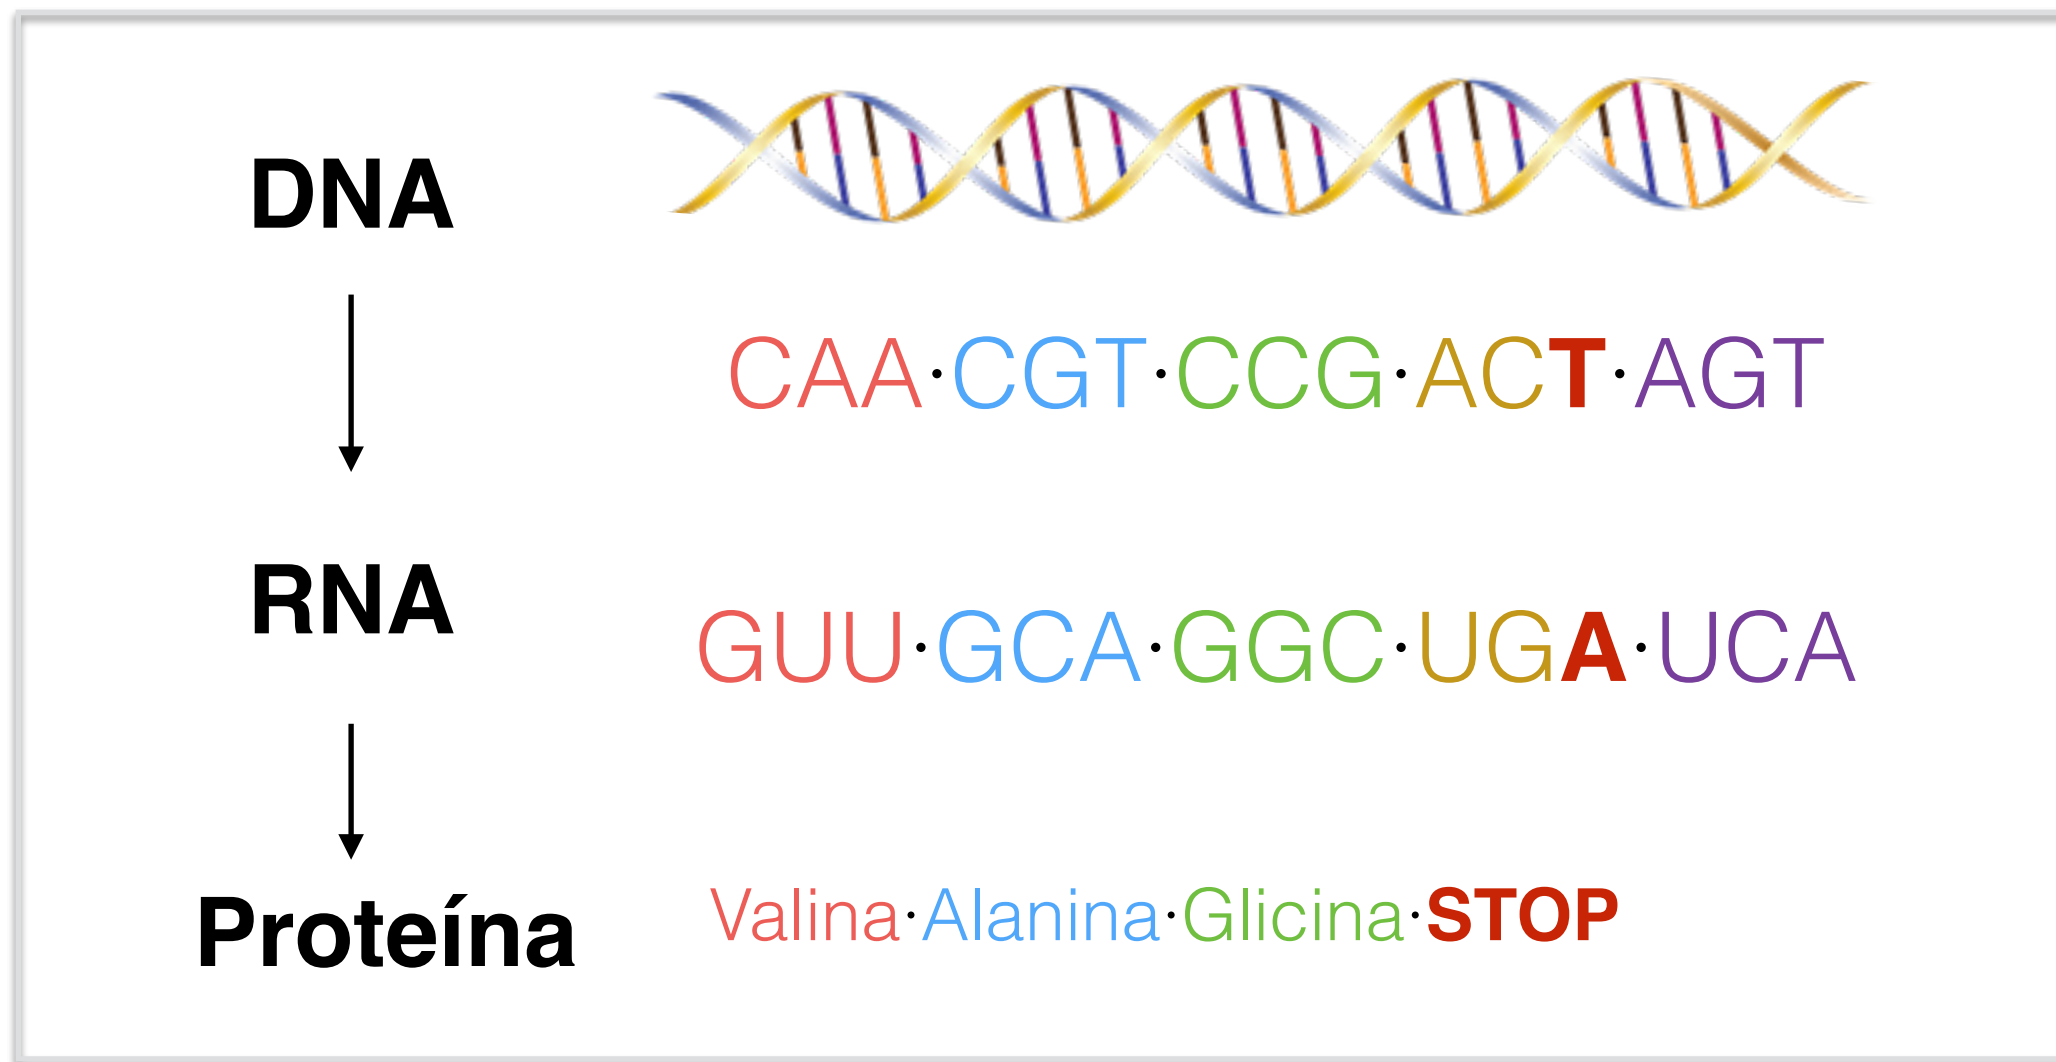 DNA
CAA·CGT·CCG·ACT·AGT
RNA
GUU·GCA·GGC·UGA·UCA
Proteína
Valina·Alanina·Glicina·STOP